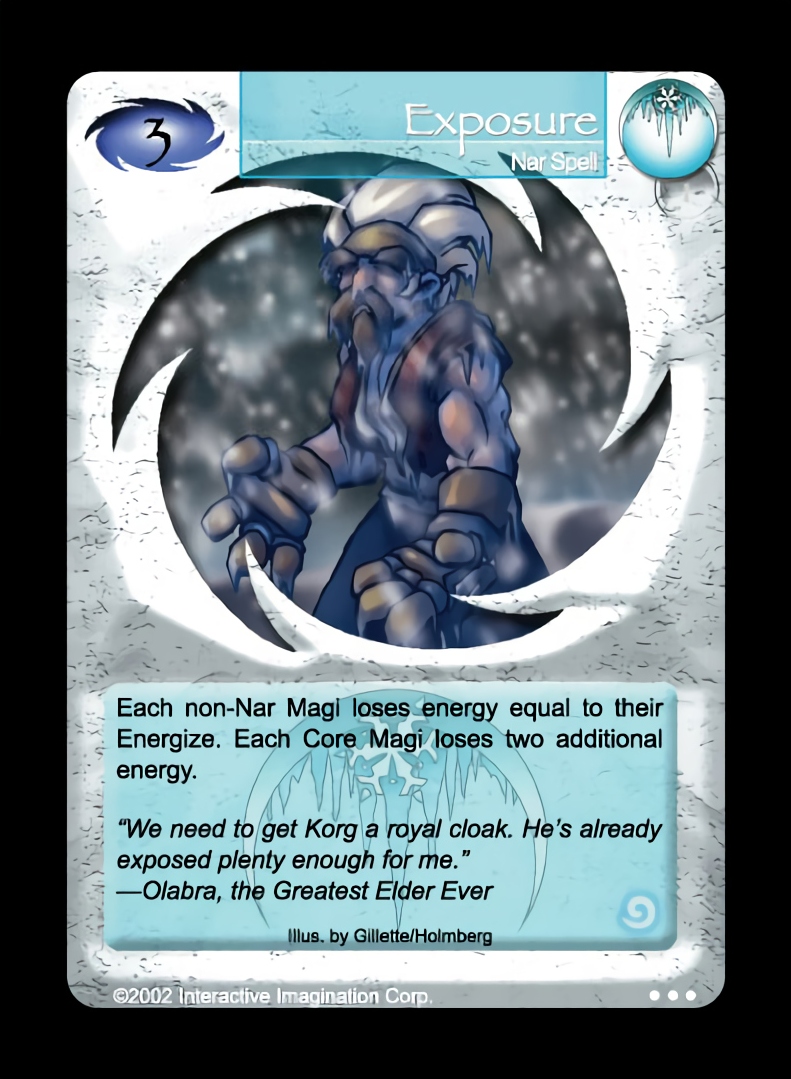 3
Exposure
Nar Spell
Each non-Nar Magi loses energy equal to their
Energize. Each Core Magi loses two additional
energy.
“We need to get Korg a royal cloak. He’s already
exposed plenty enough for me.”
—Olabra, the Greatest Elder Ever
Illus. by Gillette/Holmberg
©2002 Interactive Imagination Corp.